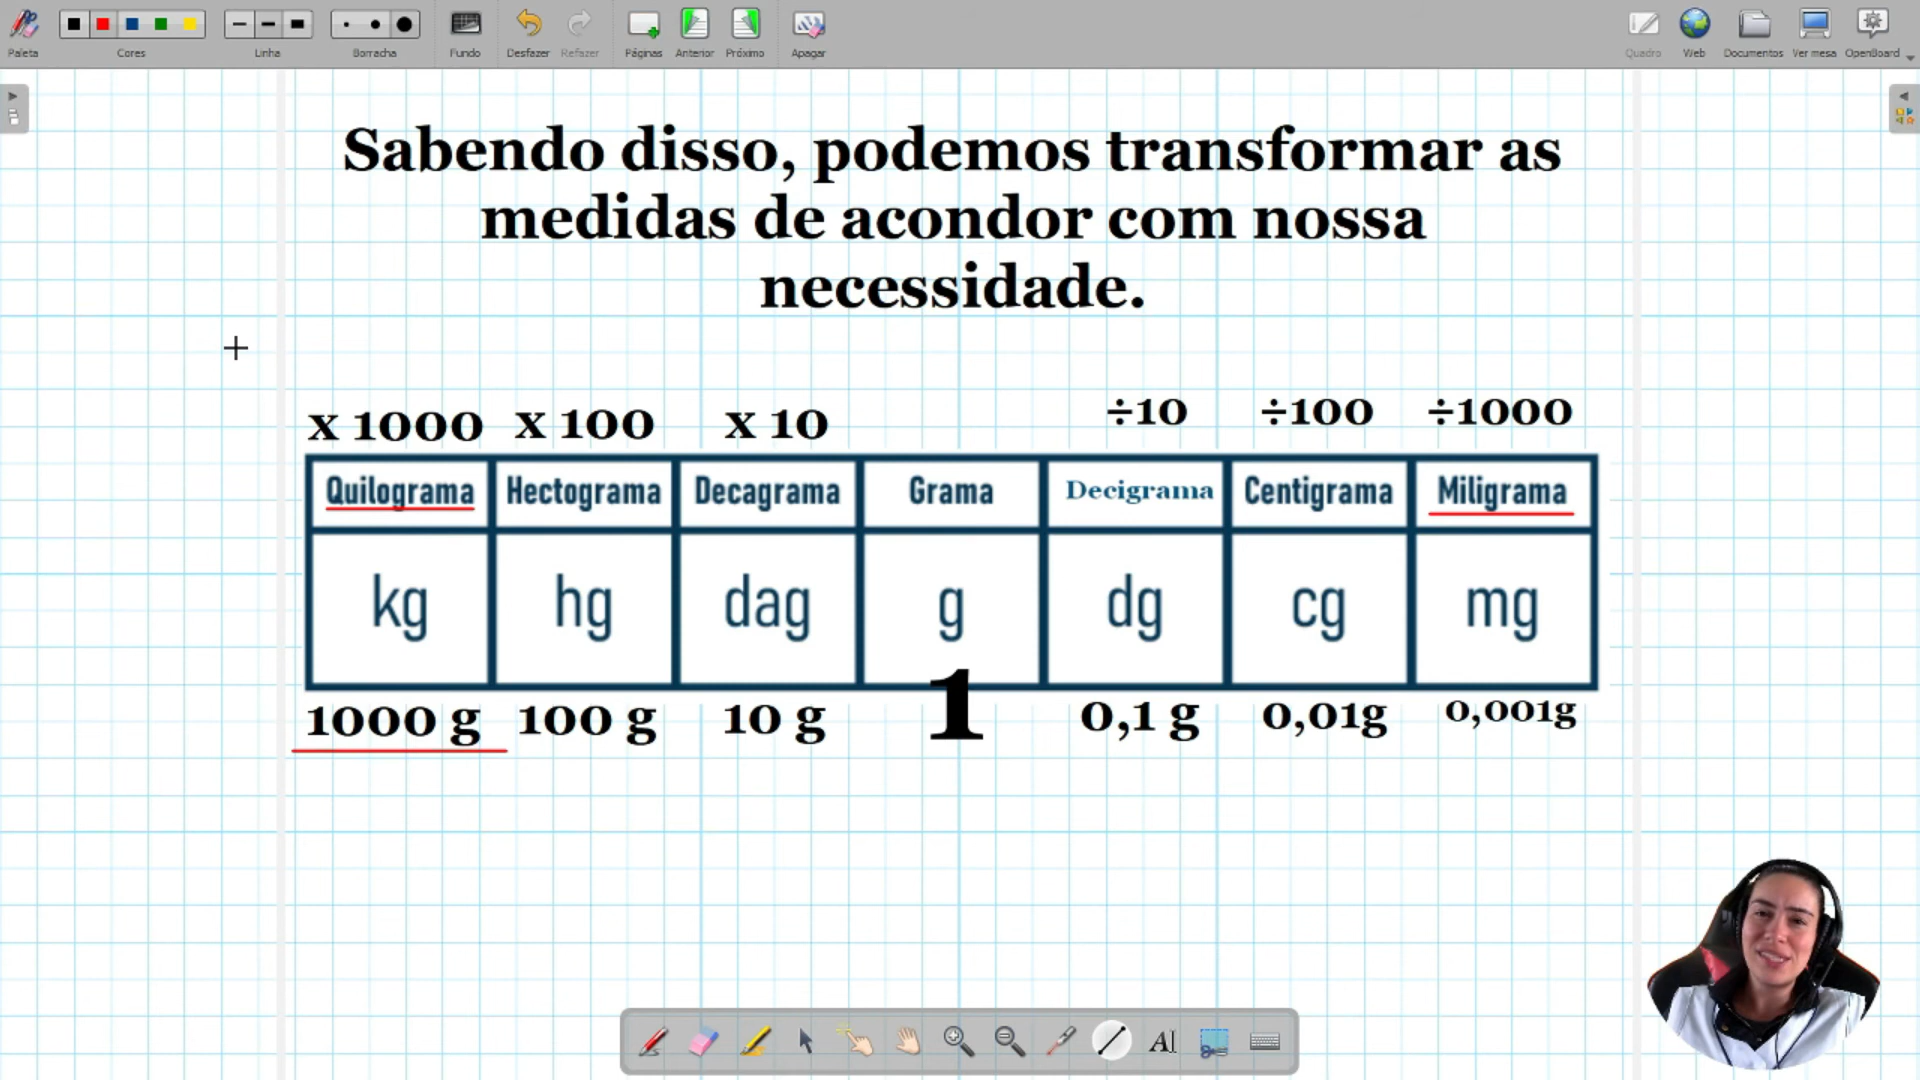 Paleta
Cores
Linha
Borracha
Fundo
Desfazer
Refazer
Páginas
Anterior
Próximo
Apagar
Quadro
Web
Documentos
Ver mesa
OpenBoard
Sabendo disso, podemos transformar as
medidas de acondor com nossa
necessidade.
x 1000 x 100 x 10 ÷10 ÷100 ÷1000
Quilograma Hectograma Decagrama Grama Decigrama Centigrama Miligrama
kg hg dag g dg cg mg
1000 g 100 g 10 g 1 0,1 g 0,01g 0,001g
AI